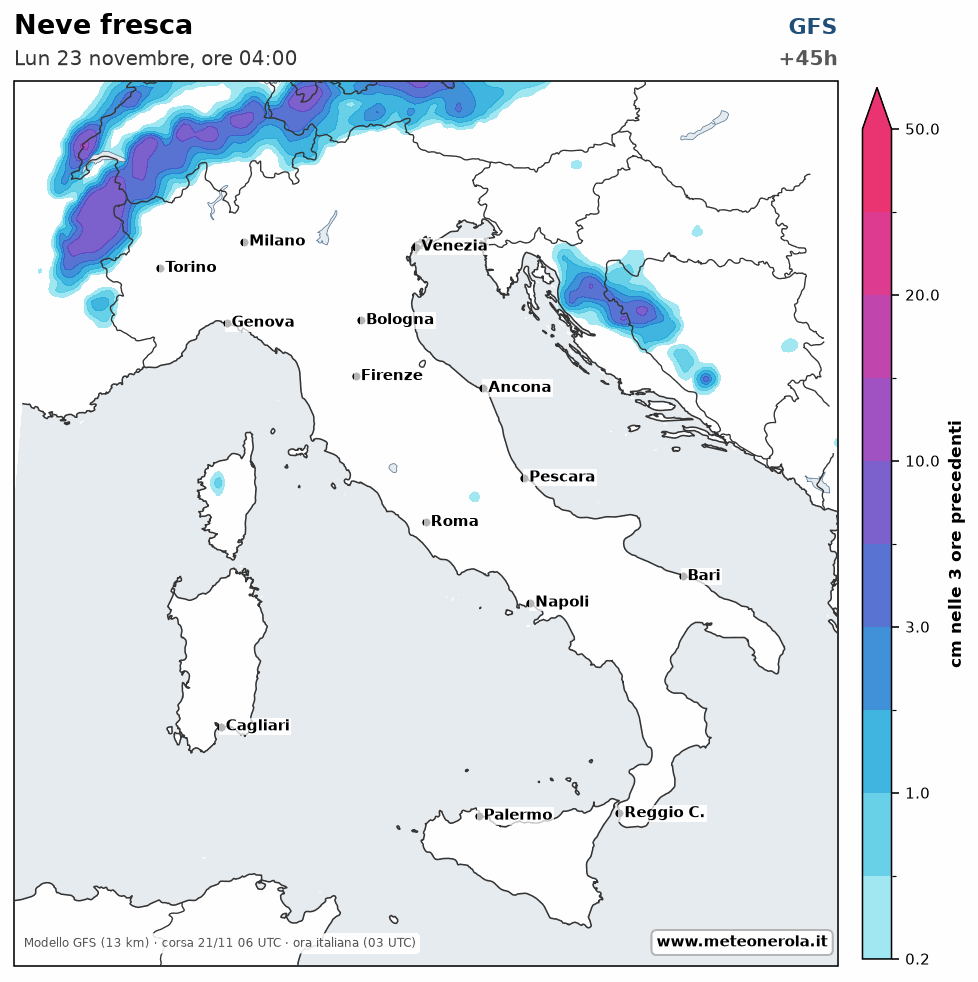 Neve fresca
GFS
Lun 23 novembre, ore 04:00
+45h
50.0
20.0
10.0
3.0
1.0
0.2
cm nelle 3 ore precedenti
Milano
Venezia
Torino
Genova
Bologna
Firenze
Ancona
Pescara
Roma
Bari
Napoli
Cagliari
Palermo
Reggio C.
Modello GFS (13 km) · corsa 21/11 06 UTC · ora italiana (03 UTC)
www.meteonerola.it